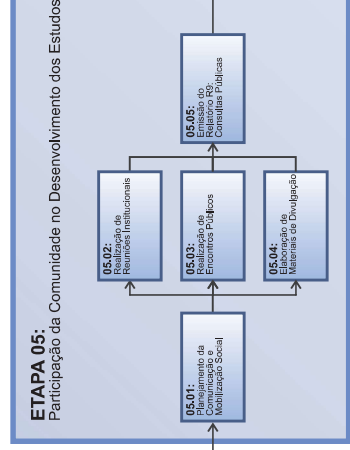 ETAPA 05:
Participação da Comunidade no Desenvolvimento dos Estudos
05.01:
Planejamento da
Comunicação e
Mobilização Social
05.02:
Realização de
Reuniões Institucionais
05.03:
Realização de
Encontros Públicos
05.04:
Elaboração de
Materiais de Divulgação
05.05:
Emissão do
Relatório R9:
Consultas Públicas